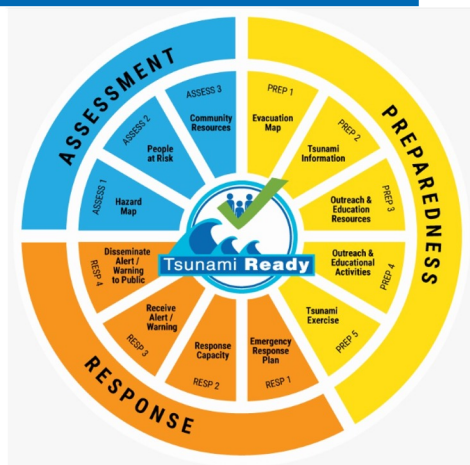 ASSESSMENT
ASSESS 1
Hazard
Map
ASSESS 2
People
at Risk
ASSESS 3
Community
Resources
PREPAREDNESS
PREP 1
Evacuation
Map
PREP 2
Tsunami
Information
PREP 3
Outreach &
Education
Resources
PREP 4
Outreach &
Educational
Activities
PREP 5
Tsunami
Exercise
RESPONSE
RESP 1
Emergency
Response
Plan
RESP 2
Response
Capacity
RESP 3
Receive
Alert /
Warning
RESP 4
Disseminate
Alert /
Warning
to Public
Tsunami Ready